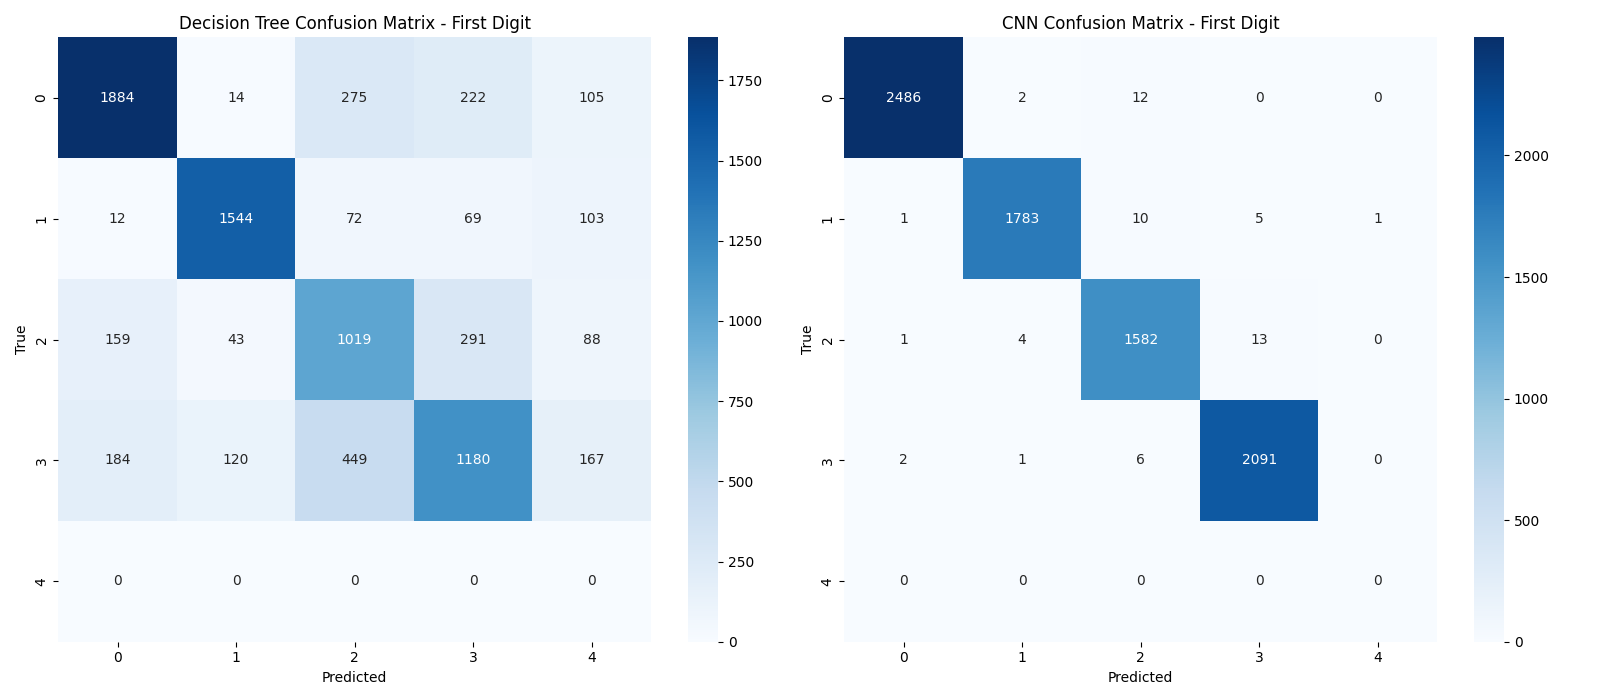 Decision Tree Confusion Matrix - First Digit
0 1884 14 275 222 105
1 12 1544 72 69 103
2 159 43 1019 291 88
3 184 120 449 1180 167
4 0 0 0 0 0
0 1 2 3 4
Predicted
True
1750
1500
1250
1000
750
500
250
0
CNN Confusion Matrix - First Digit
0 2486 2 12 0 0
1 1 1783 10 5 1
2 1 4 1582 13 0
3 2 1 6 2091 0
4 0 0 0 0 0
0 1 2 3 4
Predicted
True
2000
1500
1000
500
0